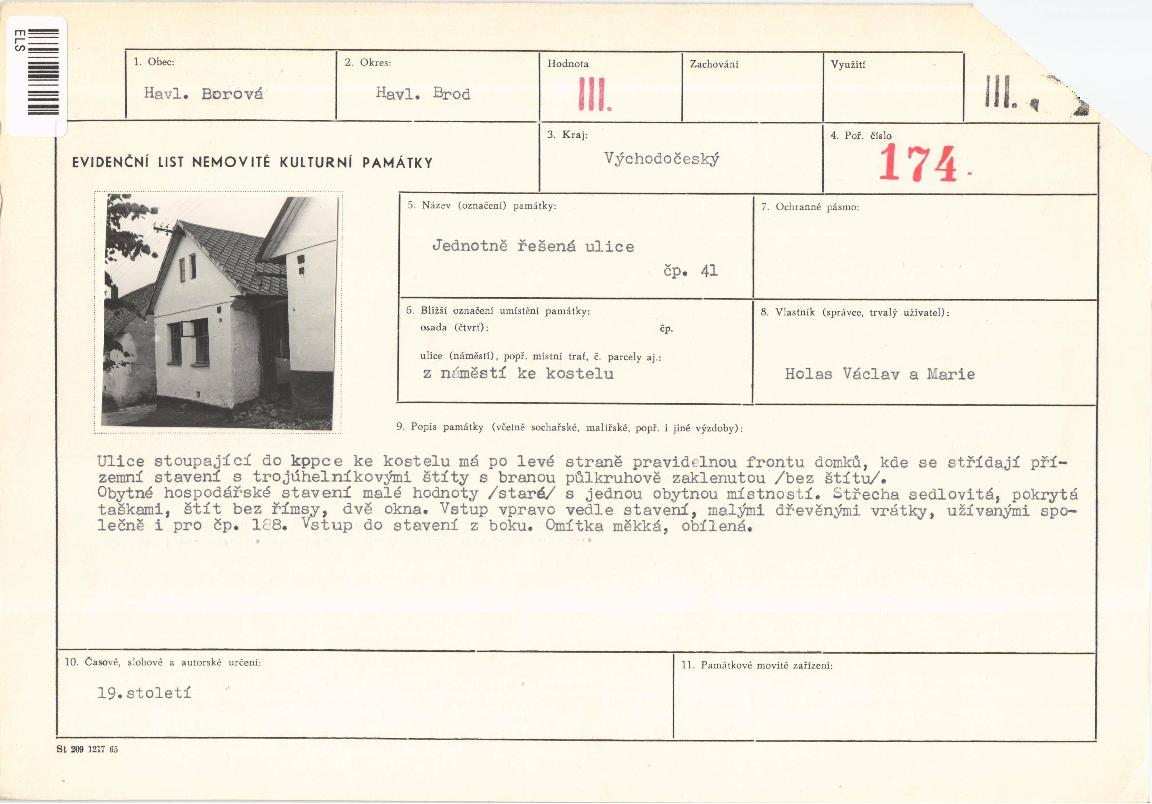 ELS
1. Obec:
Havl. Borová
2. Okres:
Havl. Brod
Hodnota
III.
Zachování
Využití
III.
EVIDENČNÍ LIST NEMOVITÉ KULTURNÍ PAMÁTKY
3. Kraj:
Východočeský
4. Poř. číslo
174.
5. Název (označení) památky:
Jednotně řešená ulice
čp. 41
7. Ochranné pásmo:
6. Bližší označení umístění památky:
osada (čtvrť): čp.
ulice (náměstí), popř. místní trať, č. parcely aj.:
z náměstí ke kostelu
8. Vlastník (správce, trvalý uživatel):
Holas Václav a Marie
9. Popis památky (včetně sochařské, malířské, popř. i jiné výzdoby):
Ulice stoupající do kppce ke kostelu má po levé straně pravidelnou frontu domků, kde se střídají pří-
zemní stavení s trojúhelníkovými štíty s branou půlkruhově zaklenutou /bez štítu/.
Obytné hospodářské stavení malé hodnoty /staré/ s jednou obytnou místností. Střecha sedlovitá, pokrytá
taškami, štít bez římsy, dvě okna. Vstup vpravo vedle stavení, malými dřevěnými vrátky, užívanými spo-
lečně i pro čp. 188. Vstup do stavení z boku. Omítka měkká, obílená.
10. Časové, slohové a autorské určení:
19.století
11. Památkové movité zařízení:
St 209 1217 65